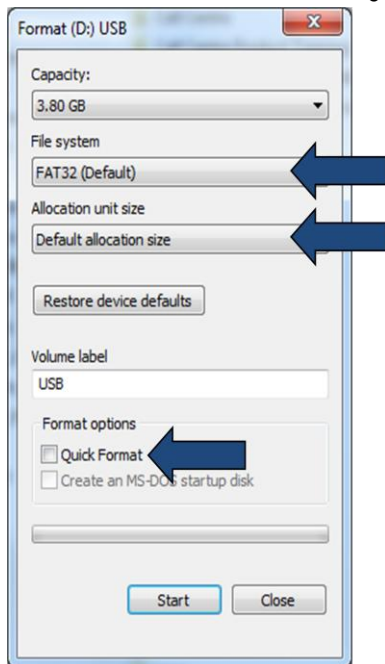 Format (D:) USB
Capacity:
3.80 GB
File system
FAT32 (Default)
Allocation unit size
Default allocation size
Restore device defaults
Volume label
USB
Format options
Quick Format
Create an MS-DOS startup disk
Start
Close